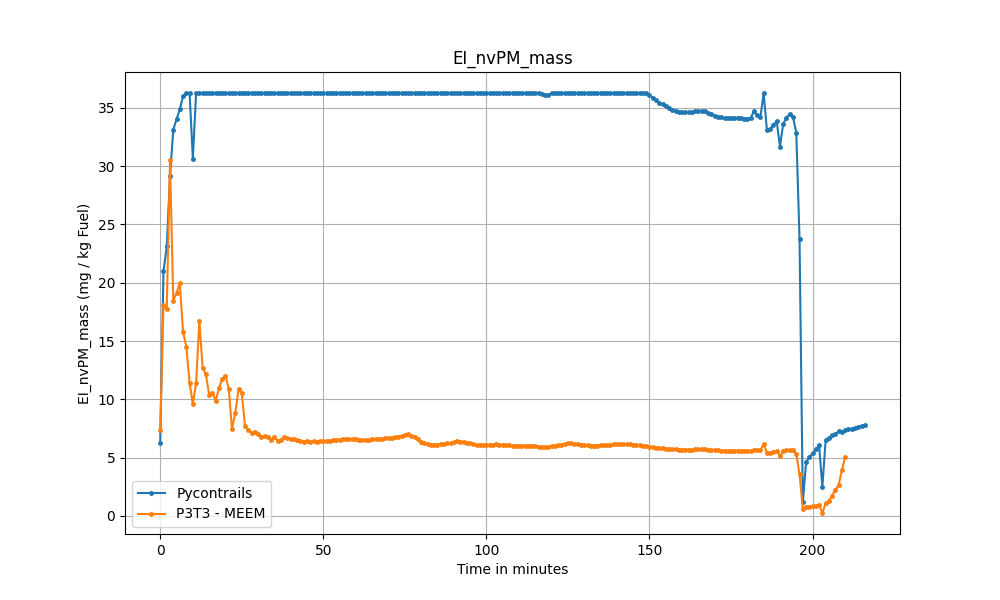 EI_nvPM_mass
EI_nvPM_mass (mg / kg Fuel)
35
30
25
20
15
10
5
0
Pycontrails
P3T3 - MEEM
0 50 100 150 200
Time in minutes